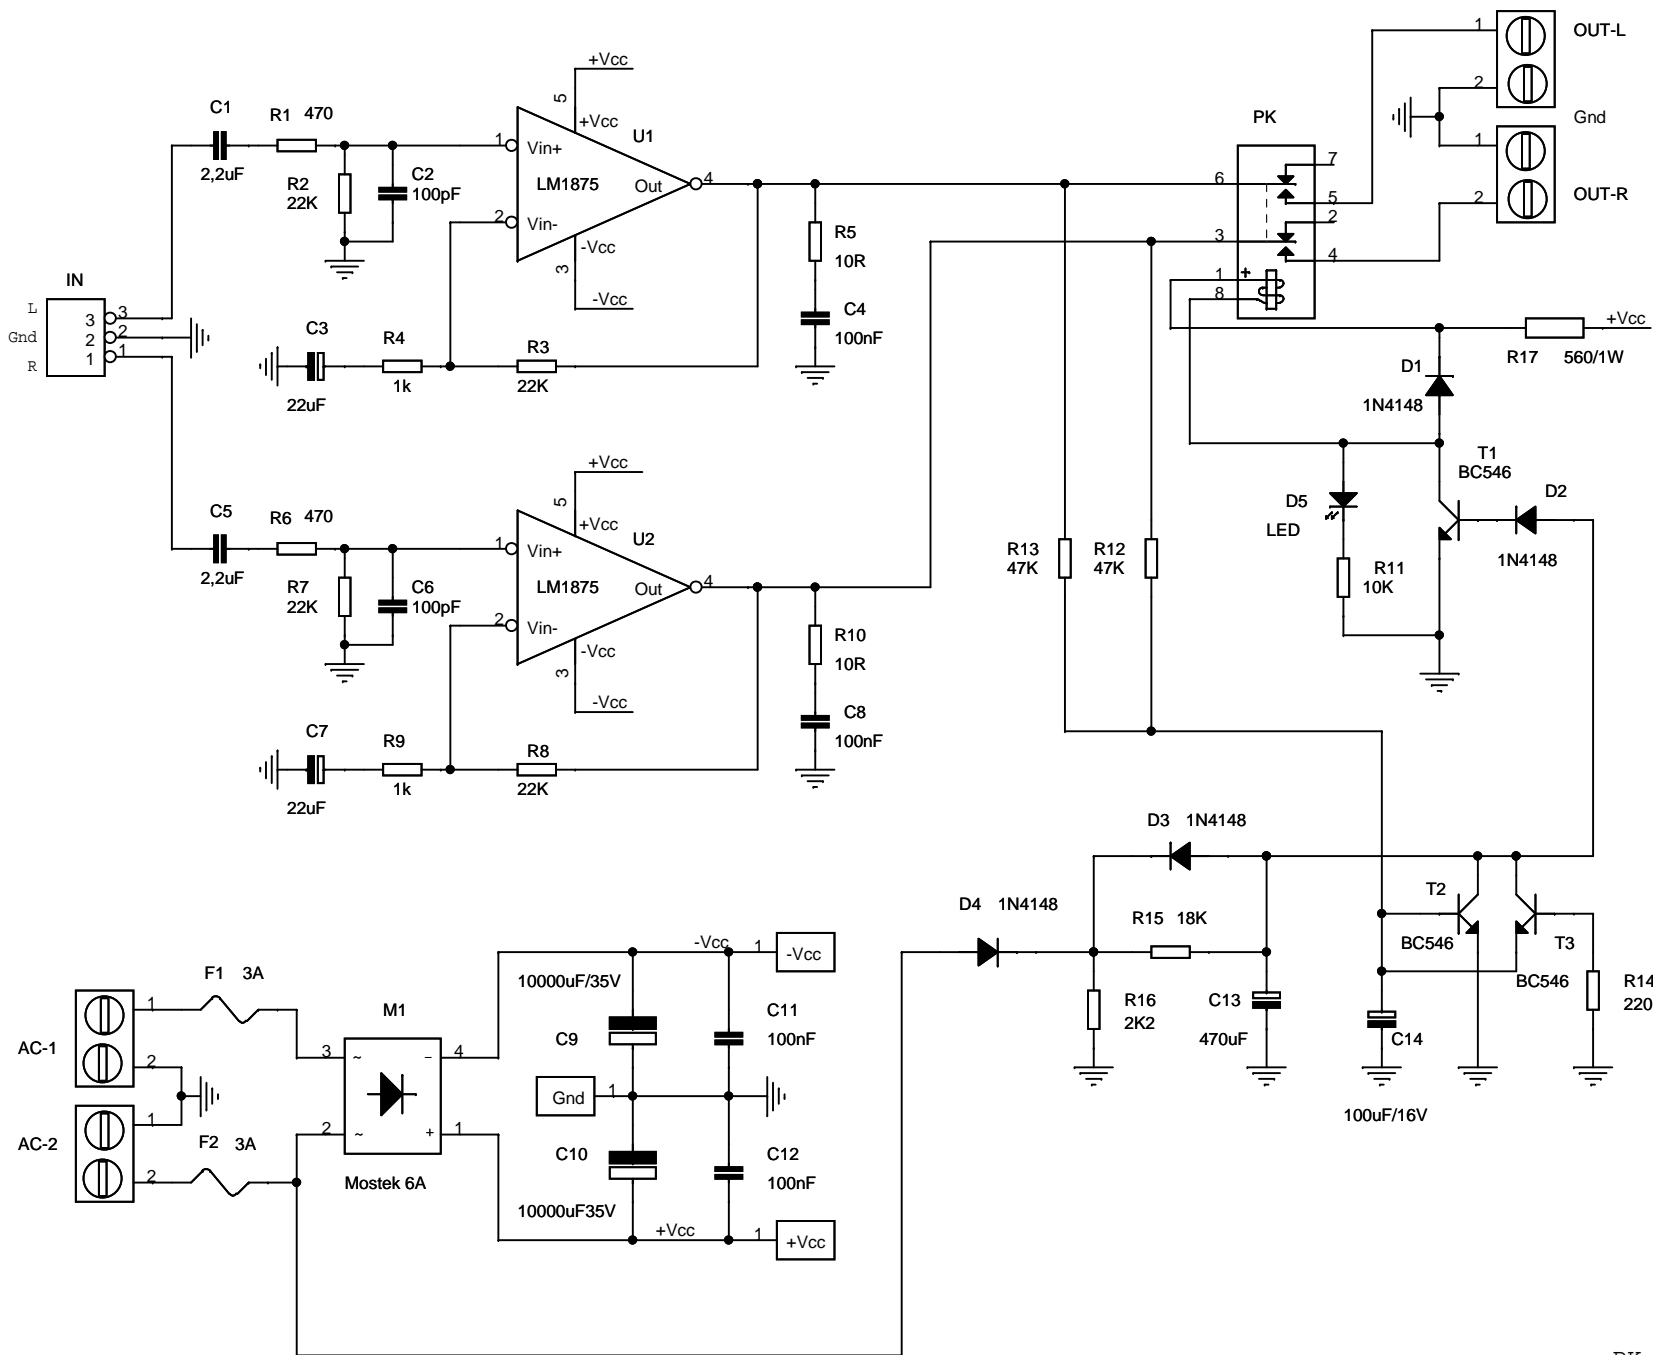 1
OUT-L
2
Gnd
1
2
OUT-R
+Vcc
5
+Vcc
C1
R1 470
2,2uF
1
Vin+
U1
R2
22K
C2
100pF
LM1875
Out
4
2
Vin-
-Vcc
3
-Vcc
R5
10R
C4
100nF
C3
22uF
R4
1k
R3
22K
IN
L
Gnd
R
3
2
1
3
2
1
PK
6
7
5
2
3
4
1
+
8
+Vcc
R17
560/1W
D1
1N4148
T1
BC546
D2
1N4148
D5
LED
R11
10K
R13
47K
R12
47K
+Vcc
5
+Vcc
C5
R6 470
2,2uF
1
Vin+
U2
R7
22K
C6
100pF
LM1875
Out
4
2
Vin-
-Vcc
3
-Vcc
R10
10R
C8
100nF
C7
22uF
R9
1k
R8
22K
D3 1N4148
D4 1N4148
R15 18K
R16
2K2
C13
470uF
T2
BC546
T3
BC546
R14
220
C14
100uF/16V
AC-1
1
2
AC-2
1
2
F1 3A
F2 3A
M1
3
~
−
4
2
~
+
1
Mostek 6A
-Vcc
1
-Vcc
10000uF/35V
C9
C11
100nF
Gnd
1
C10
C12
100nF
10000uF35V
+Vcc
1
+Vcc